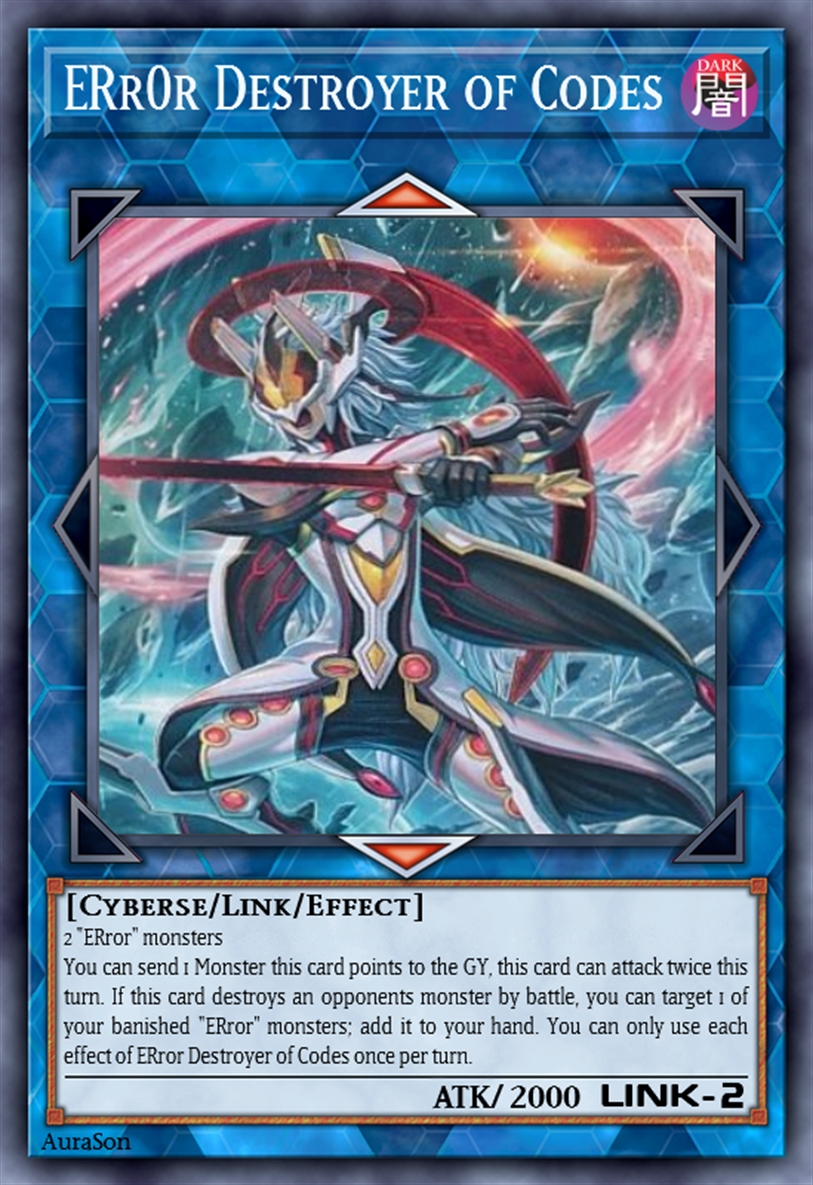 ERr0r Destroyer of Codes
DARK
闇
[Cyberse/Link/Effect]
2 "ERror" monsters
You can send 1 Monster this card points to the GY, this card can attack twice this
turn. If this card destroys an opponents monster by battle, you can target 1 of
your banished "ERror" monsters; add it to your hand. You can only use each
effect of ERror Destroyer of Codes once per turn.
ATK/ 2000 LINK-2
AuraSon